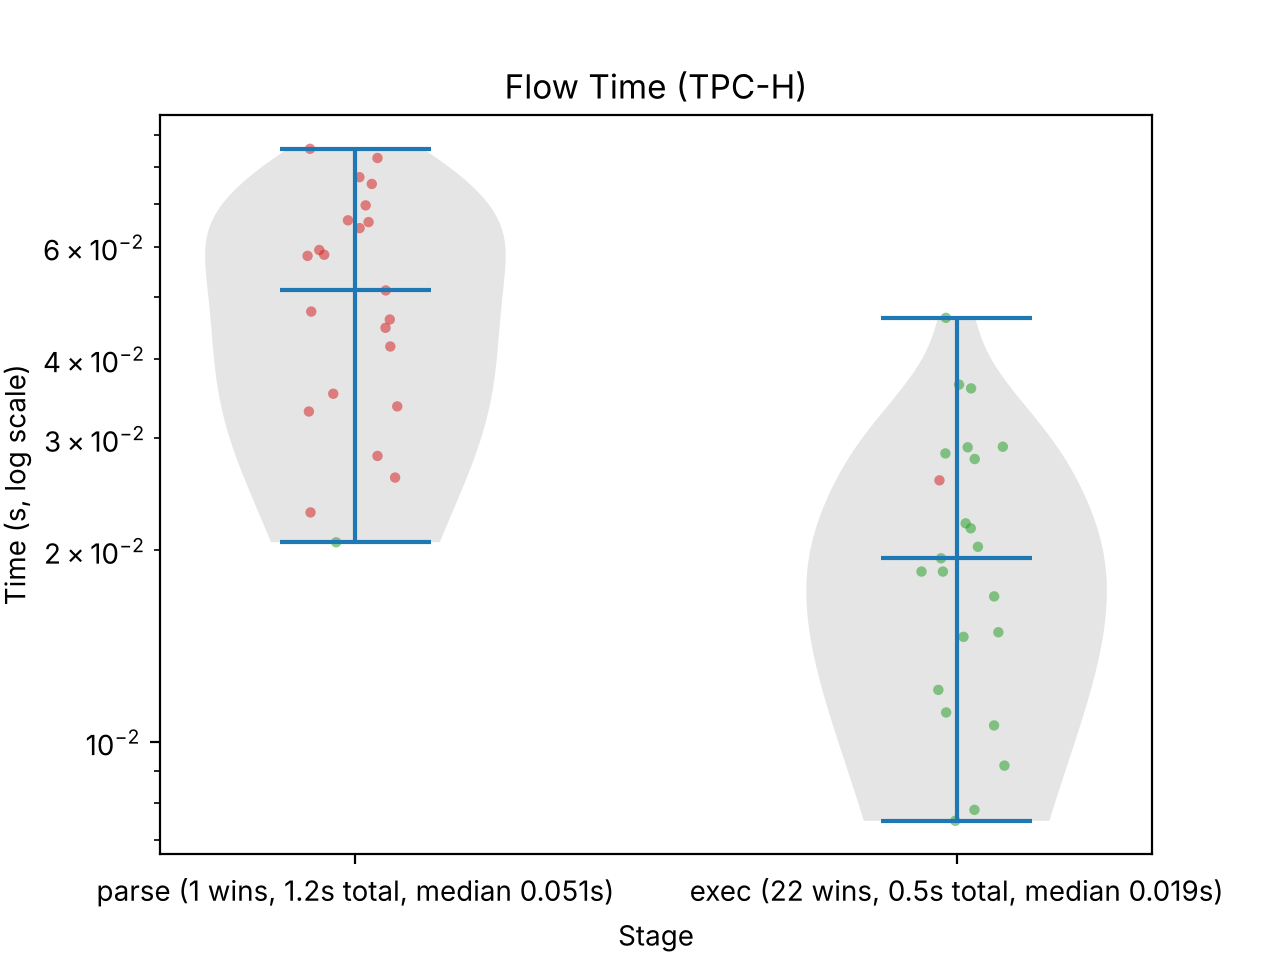 Flow Time (TPC-H)
Time (s, log scale)
6 × 10⁻²
4 × 10⁻²
3 × 10⁻²
2 × 10⁻²
10⁻²
parse (1 wins, 1.2s total, median 0.051s)
exec (22 wins, 0.5s total, median 0.019s)
Stage